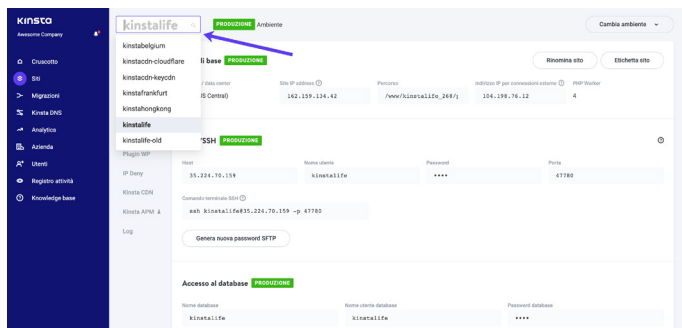 KINSTA
Awesome Company
Cruscotto
Siti
Migrazioni
Kinsta DNS
Analytics
Azienda
Utenti
Registro attività
Knowledge base
kinstalife
kinstabelgium
kinstacdn-cloudflare
kinstacdn-keycdn
kinstafrankfurt
kinstahongkong
kinstalife
kinstalife-old
Plugin WP
IP Deny
Kinsta CDN
Kinsta APM
Log
PRODUZIONE Ambiente
Cambia ambiente
di base PRODUZIONE
Rinomina sito
Etichetta sito
data center
Site IP address
Percorso
Indirizzo IP per connessioni esterne
PHP Worker
US Central)
162.159.134.42
/www/kinstalife_268/p
104.198.76.12
4
/SSH PRODUZIONE
Host
Nome utente
Password
Porta
35.224.70.159
kinstalife
••••
47780
Comando terminale SSH
ssh kinstalife@35.224.70.159 -p 47780
Genera nuova password SFTP
Accesso al database PRODUZIONE
Nome database
Nome utente database
Password database
kinstalife
kinstalife
••••